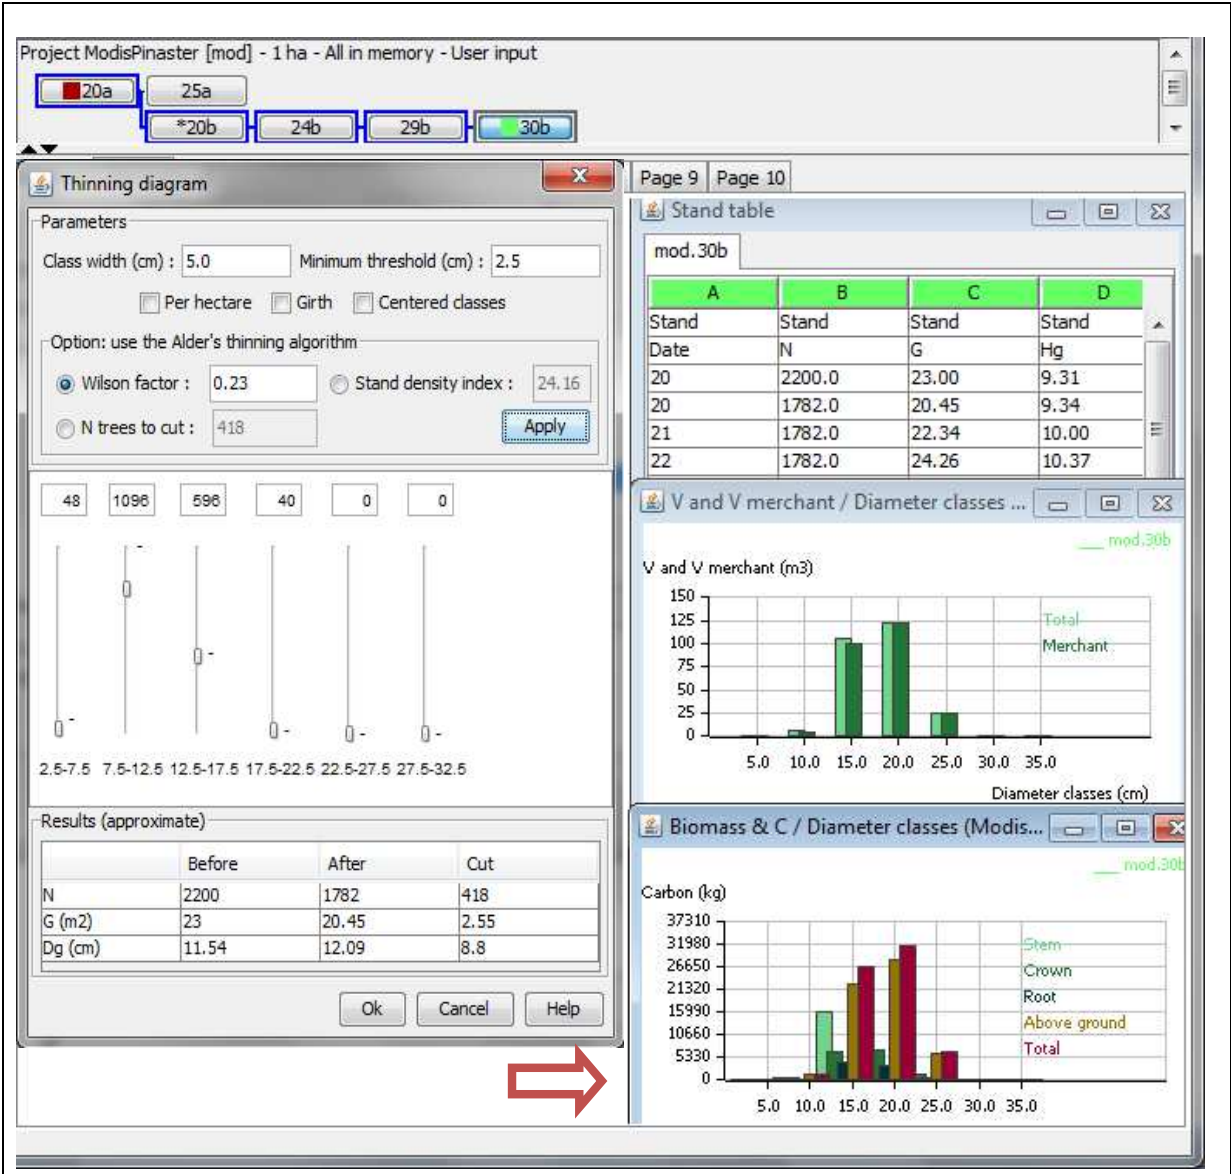 Project ModisPinaster [mod] - 1 ha - All in memory - User input
20a 25a
*20b 24b 29b 30b
Thinning diagram
Parameters
Class width (cm) : 5.0 Minimum threshold (cm) : 2.5
Per hectare Girth Centered classes
Option: use the Alder's thinning algorithm
Wilson factor : 0.23 Stand density index : 24.16
N trees to cut : 418 Apply
48 1096 596 40 0 0
2.5-7.5 7.5-12.5 12.5-17.5 17.5-22.5 22.5-27.5 27.5-32.5
Results (approximate)
Before After Cut
N 2200 1782 418
G (m2) 23 20.45 2.55
Dg (cm) 11.54 12.09 8.8
Ok Cancel Help
Page 9 Page 10
Stand table
mod.30b
A B C D
Stand Stand Stand Stand
Date N G Hg
20 2200.0 23.00 9.31
20 1782.0 20.45 9.34
21 1782.0 22.34 10.00
22 1782.0 24.26 10.37
V and V merchant / Diameter classes ...
mod.30b
V and V merchant (m3)
150
125
100
75
50
25
0
Total
Merchant
5.0 10.0 15.0 20.0 25.0 30.0 35.0
Diameter classes (cm)
Biomass & C / Diameter classes (Modis...
mod.30b
Carbon (kg)
37310
31980
26650
21320
15990
10660
5330
0
Stem
Crown
Root
Above ground
Total
5.0 10.0 15.0 20.0 25.0 30.0 35.0